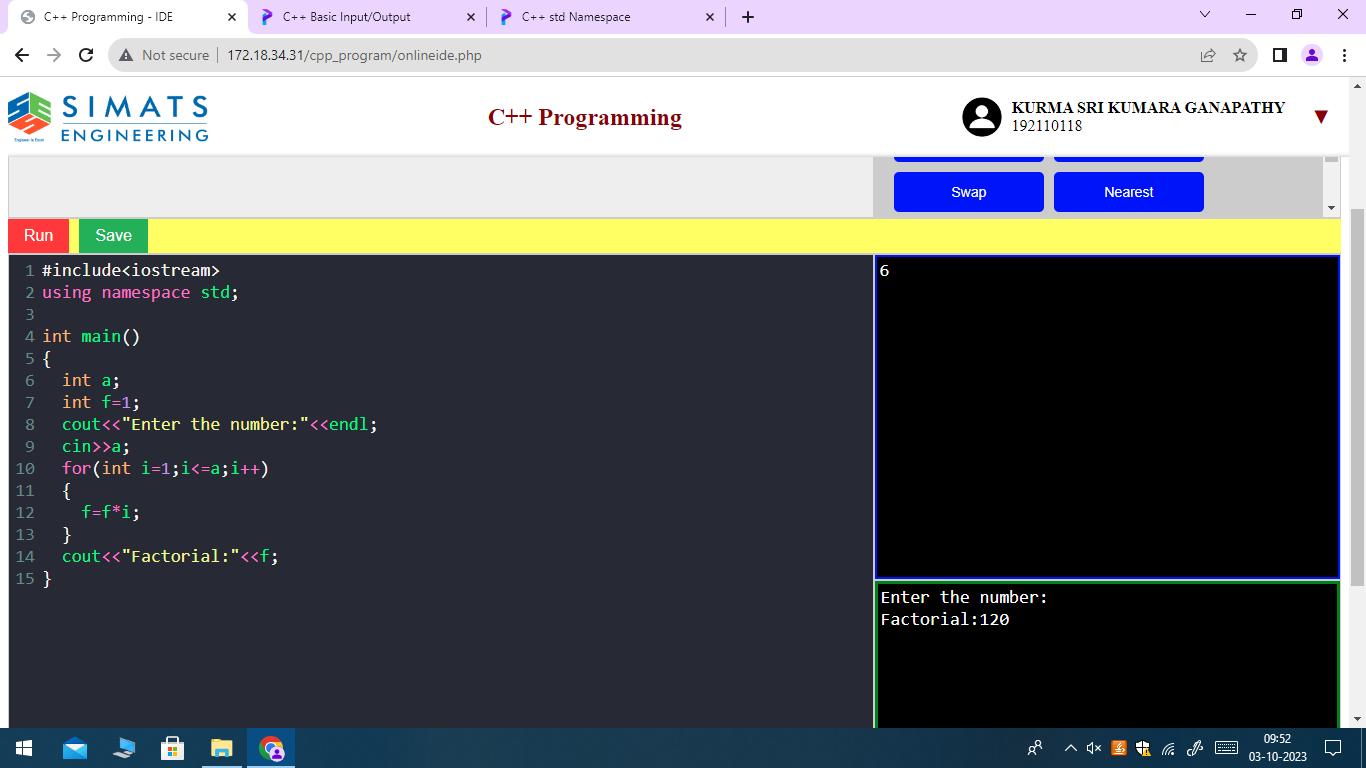 C++ Programming - IDE
C++ Basic Input/Output
C++ std Namespace
Not secure
172.18.34.31/cpp_program/onlineide.php
SIMATS
ENGINEERING
Engineer to Excel
C++ Programming
KURMA SRI KUMARA GANAPATHY
192110118
Swap
Nearest
Run
Save
1 #include<iostream>
2 using namespace std;
3
4 int main()
5 {
6 int a;
7 int f=1;
8 cout<<"Enter the number:"<<endl;
9 cin>>a;
10 for(int i=1;i<=a;i++)
11 {
12 f=f*i;
13 }
14 cout<<"Factorial:"<<f;
15 }
6
Enter the number:
Factorial:120
09:52
03-10-2023